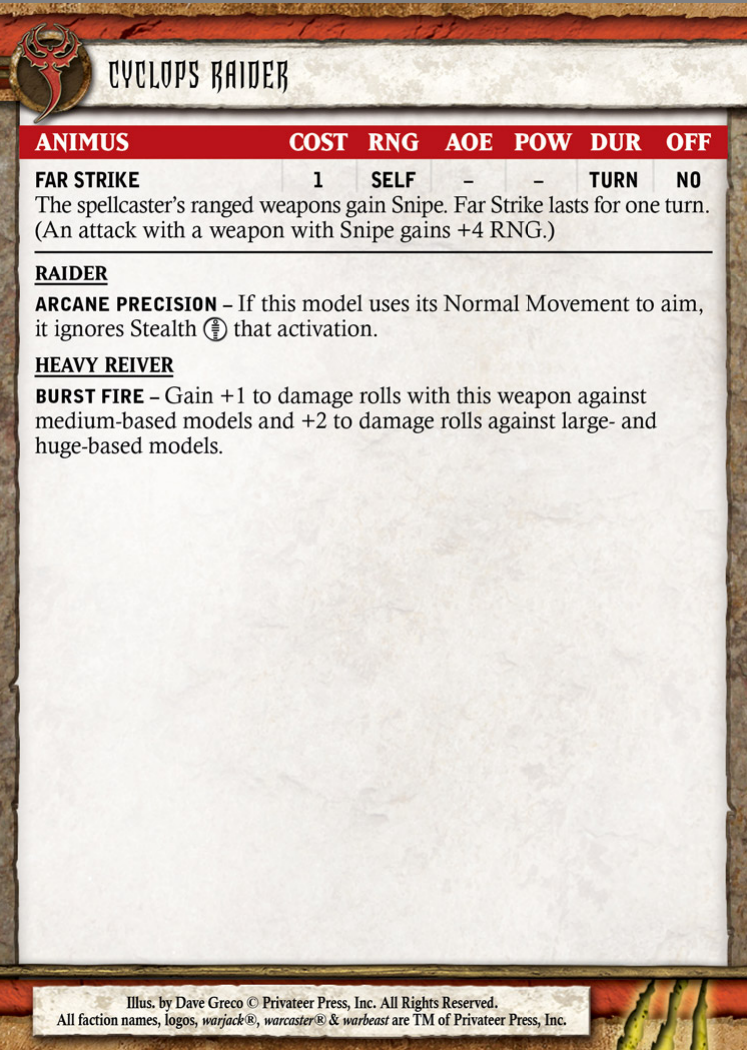 CYCLOPS RAIDER
ANIMUS COST RNG AOE POW DUR OFF
FAR STRIKE 1 SELF – – TURN NO
The spellcaster's ranged weapons gain Snipe. Far Strike lasts for one turn.
(An attack with a weapon with Snipe gains +4 RNG.)
RAIDER
ARCANE PRECISION – If this model uses its Normal Movement to aim,
it ignores Stealth that activation.
HEAVY REIVER
BURST FIRE – Gain +1 to damage rolls with this weapon against
medium-based models and +2 to damage rolls against large- and
huge-based models.
Illus. by Dave Greco © Privateer Press, Inc. All Rights Reserved.
All faction names, logos, warjack®, warcaster® & warbeast are TM of Privateer Press, Inc.